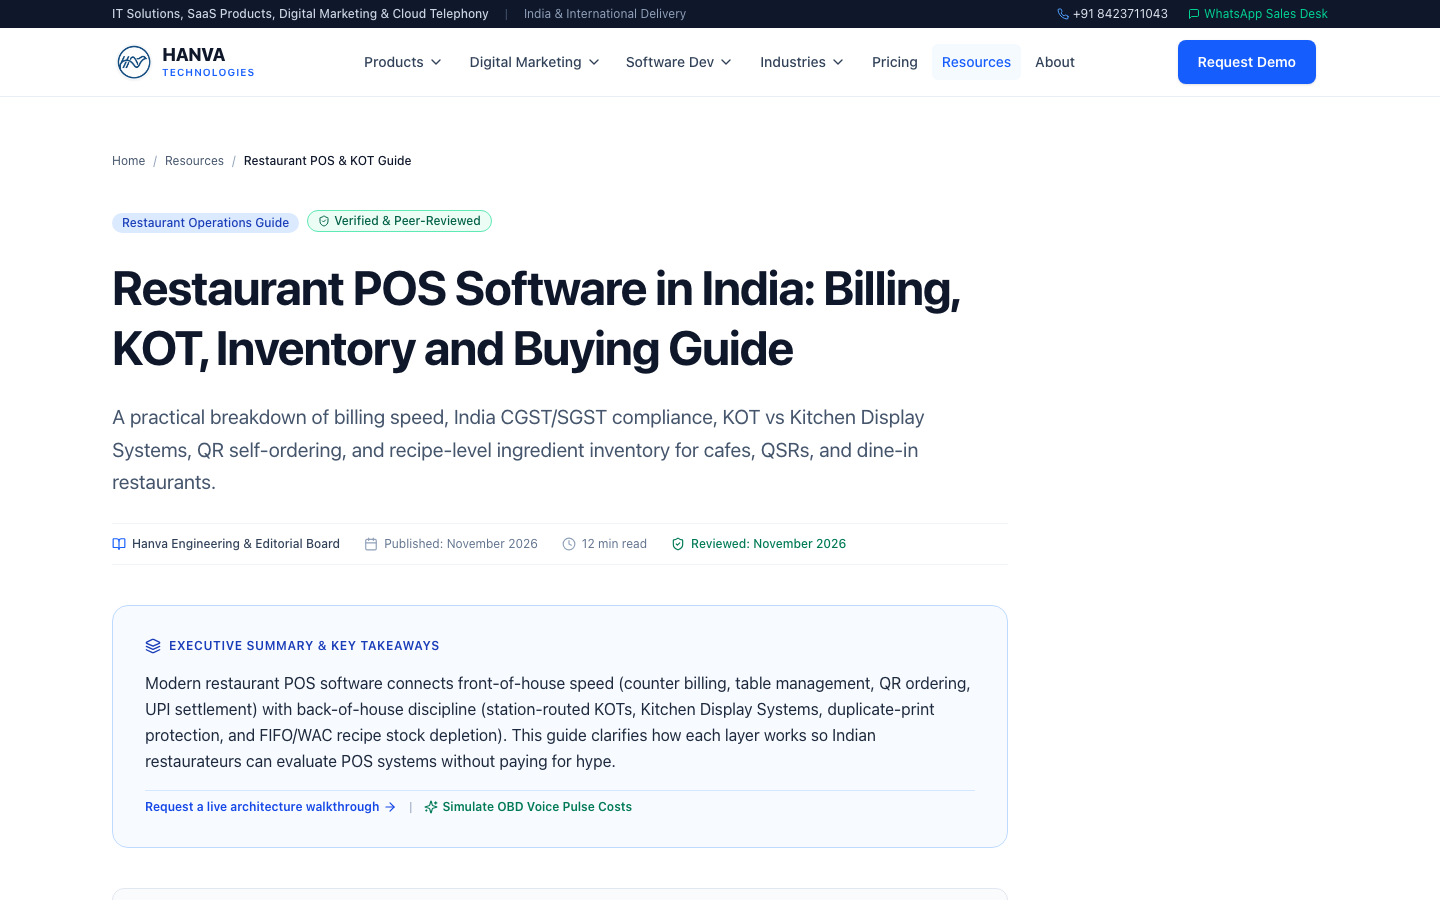 IT Solutions, SaaS Products, Digital Marketing & Cloud Telephony | India & International Delivery +91 8423711043 WhatsApp Sales Desk
HANVA
TECHNOLOGIES
Products Digital Marketing Software Dev Industries Pricing Resources About Request Demo
Home / Resources / Restaurant POS & KOT Guide
Restaurant Operations Guide Verified & Peer-Reviewed
Restaurant POS Software in India: Billing,
KOT, Inventory and Buying Guide
A practical breakdown of billing speed, India CGST/SGST compliance, KOT vs Kitchen Display
Systems, QR self-ordering, and recipe-level ingredient inventory for cafes, QSRs, and dine-in
restaurants.
Hanva Engineering & Editorial Board Published: November 2026 12 min read Reviewed: November 2026
EXECUTIVE SUMMARY & KEY TAKEAWAYS
Modern restaurant POS software connects front-of-house speed (counter billing, table management, QR ordering,
UPI settlement) with back-of-house discipline (station-routed KOTs, Kitchen Display Systems, duplicate-print
protection, and FIFO/WAC recipe stock depletion). This guide clarifies how each layer works so Indian
restaurateurs can evaluate POS systems without paying for hype.
Request a live architecture walkthrough → | Simulate OBD Voice Pulse Costs